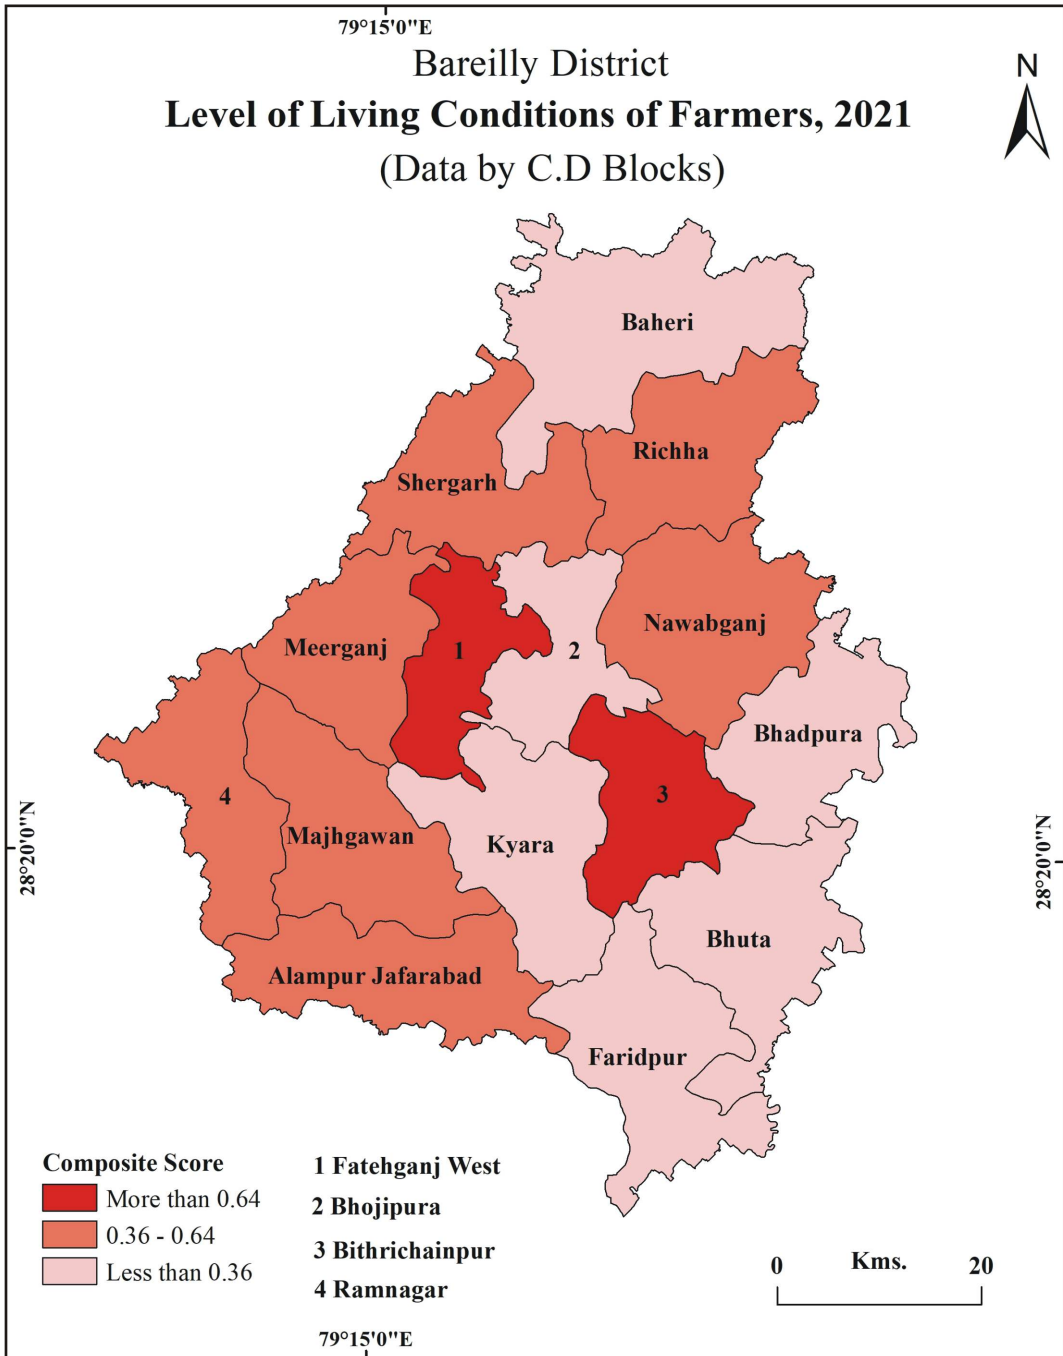 79°15'0"E
Bareilly District
Level of Living Conditions of Farmers, 2021
(Data by C.D Blocks)
N
Baheri
Richha
Shergarh
Nawabganj
Meerganj
1
2
Bhadpura
3
4
Majhgawan
Kyara
28°20'0"N
28°20'0"N
Bhuta
Alampur Jafarabad
Faridpur
Composite Score
More than 0.64
0.36 - 0.64
Less than 0.36
1 Fatehganj West
2 Bhojipura
3 Bithrichainpur
4 Ramnagar
0 Kms. 20
79°15'0"E